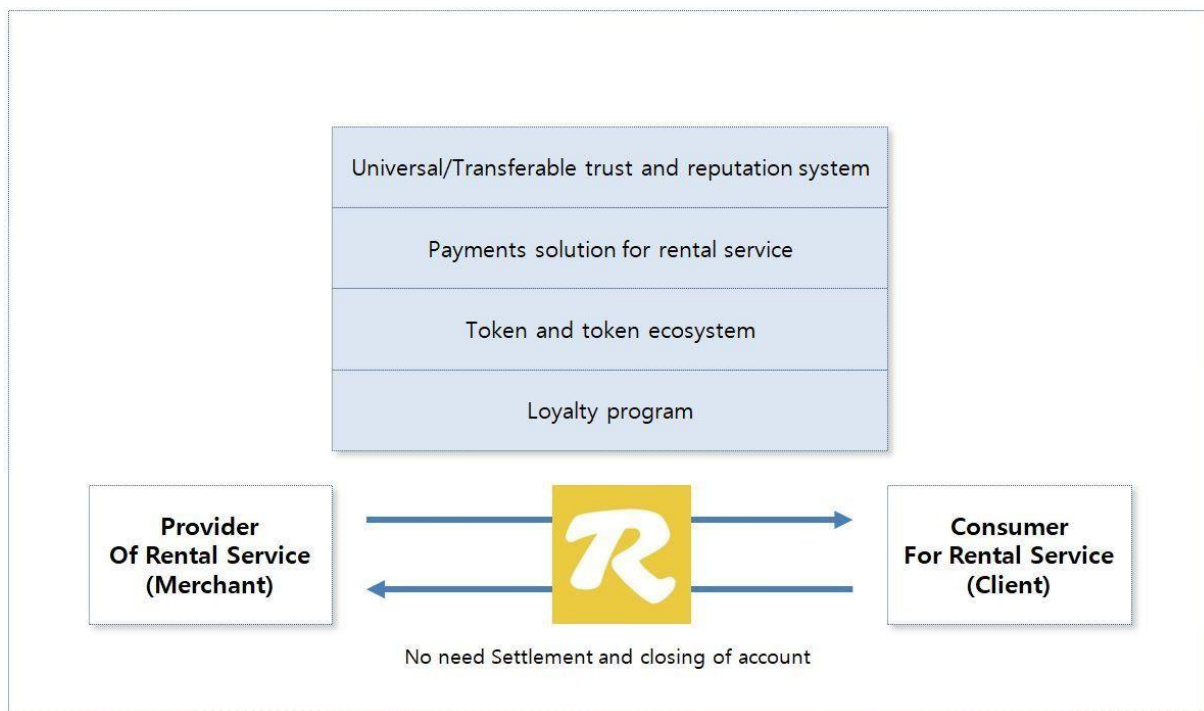 Universal/Transferable trust and reputation system
Payments solution for rental service
Token and token ecosystem
Loyalty program
Provider
Of Rental Service
(Merchant)
R
Consumer
For Rental Service
(Client)
No need Settlement and closing of account